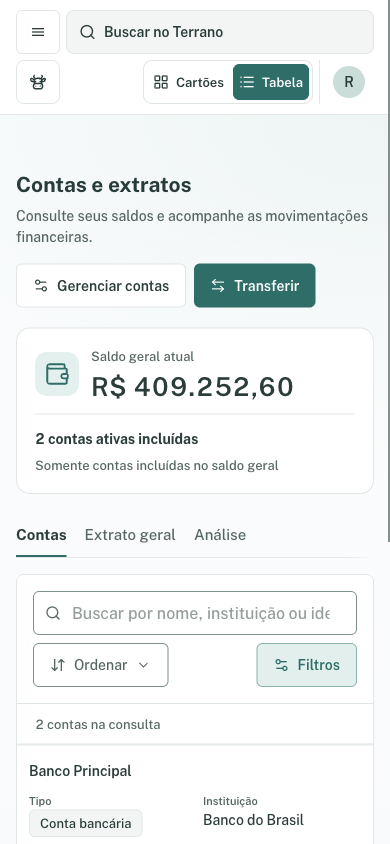 Buscar no Terrano
Cartões
Tabela
R
Contas e extratos
Consulte seus saldos e acompanhe as movimentações
financeiras.
Gerenciar contas
Transferir
Saldo geral atual
R$ 409.252,60
2 contas ativas incluídas
Somente contas incluídas no saldo geral
Contas
Extrato geral
Análise
Buscar por nome, instituição ou ide
Ordenar
Filtros
2 contas na consulta
Banco Principal
Tipo
Instituição
Conta bancária
Banco do Brasil